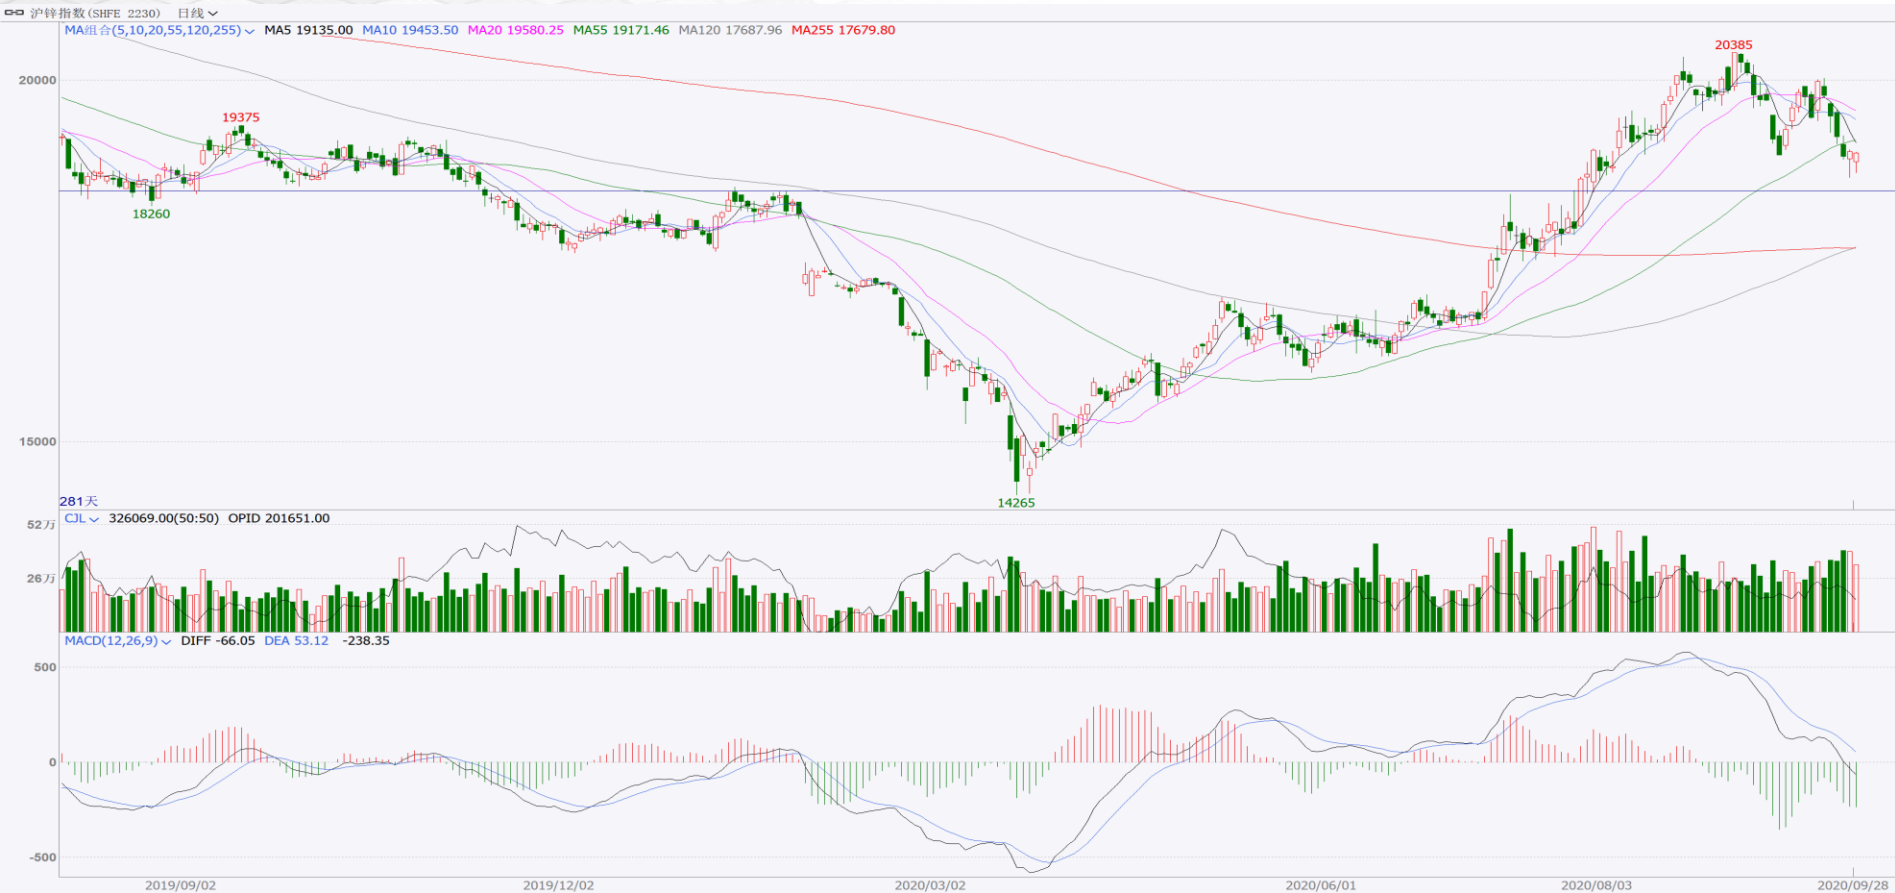 沪锌指数(SHFE 2230) 日线
MA组合(5,10,20,55,120,255) MA5 19135.00 MA10 19453.50 MA20 19580.25 MA55 19171.46 MA120 17687.96 MA255 17679.80
20385
20000
19375
18260
15000
14265
281天
CJL 326069.00(50:50) OPID 201651.00
52万
26万
MACD(12,26,9) DIFF -66.05 DEA 53.12 -238.35
500
0
-500
2019/09/02 2019/12/02 2020/03/02 2020/06/01 2020/08/03 2020/09/28